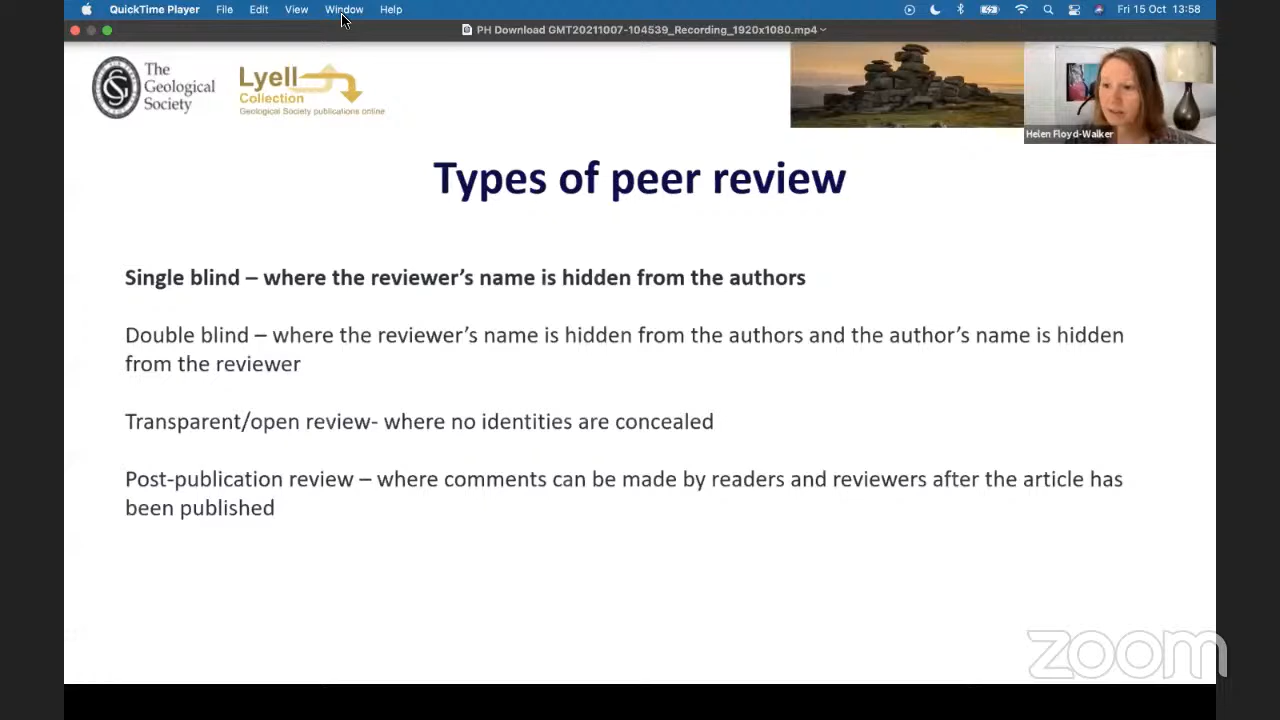 QuickTime Player File Edit View Window Help Fri 15 Oct 13:58
PH Download GMT20211007-104539_Recording_1920x1080.mp4
The
Geological
Society
Lyell
Collection
Geological Society publications online
Helen Floyd-Walker
Types of peer review
Single blind – where the reviewer's name is hidden from the authors
Double blind – where the reviewer's name is hidden from the authors and the author's name is hidden
from the reviewer
Transparent/open review- where no identities are concealed
Post-publication review – where comments can be made by readers and reviewers after the article has
been published
zoom